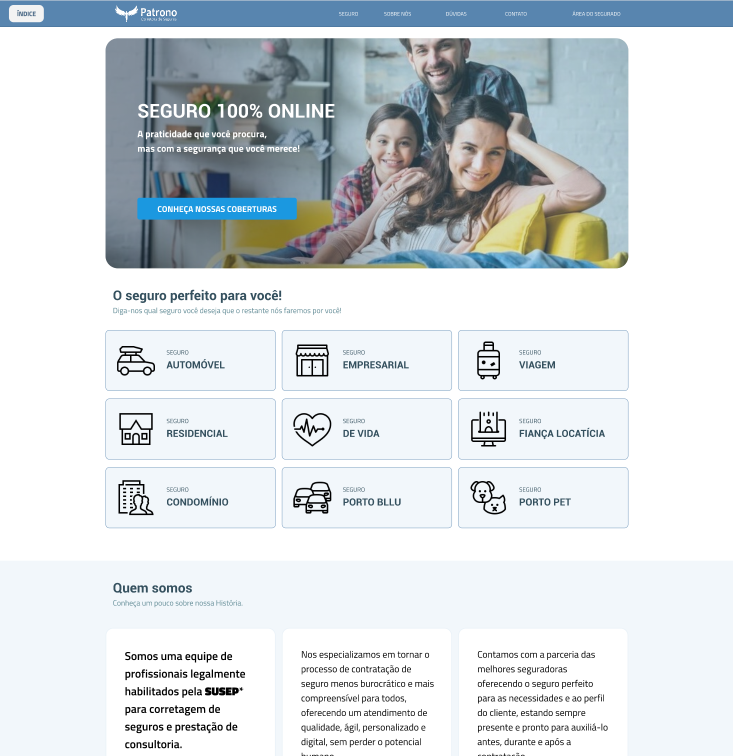 ÍNDICE
Patrono
SEGURO
SOBRE NÓS
DÚVIDAS
CONTATO
ÁREA DO SEGURADO
SEGURO 100% ONLINE
A praticidade que você procura,
mas com a segurança que você merece!
CONHEÇA NOSSAS COBERTURAS
O seguro perfeito para você!
Diga-nos qual seguro você deseja que o restante nós faremos por você!
SEGURO
AUTOMÓVEL
SEGURO
EMPRESARIAL
SEGURO
VIAGEM
SEGURO
RESIDENCIAL
SEGURO
DE VIDA
SEGURO
FIANÇA LOCATÍCIA
SEGURO
CONDOMÍNIO
SEGURO
PORTO BLLU
SEGURO
PORTO PET
Quem somos
Conheça um pouco sobre nossa História.
Somos uma equipe de
profissionais legalmente
habilitados pela SUSEP*
para corretagem de
seguros e prestação de
consultoria.
Nos especializamos em tornar o
processo de contratação de
seguro menos burocrático e mais
compreensível para todos,
oferecendo um atendimento de
qualidade, ágil, personalizado e
digital, sem perder o potencial
Contamos com a parceria das
melhores seguradoras
oferecendo o seguro perfeito
para as necessidades e ao perfil
do cliente, estando sempre
presente e pronto para auxiliá-lo
antes, durante e após a